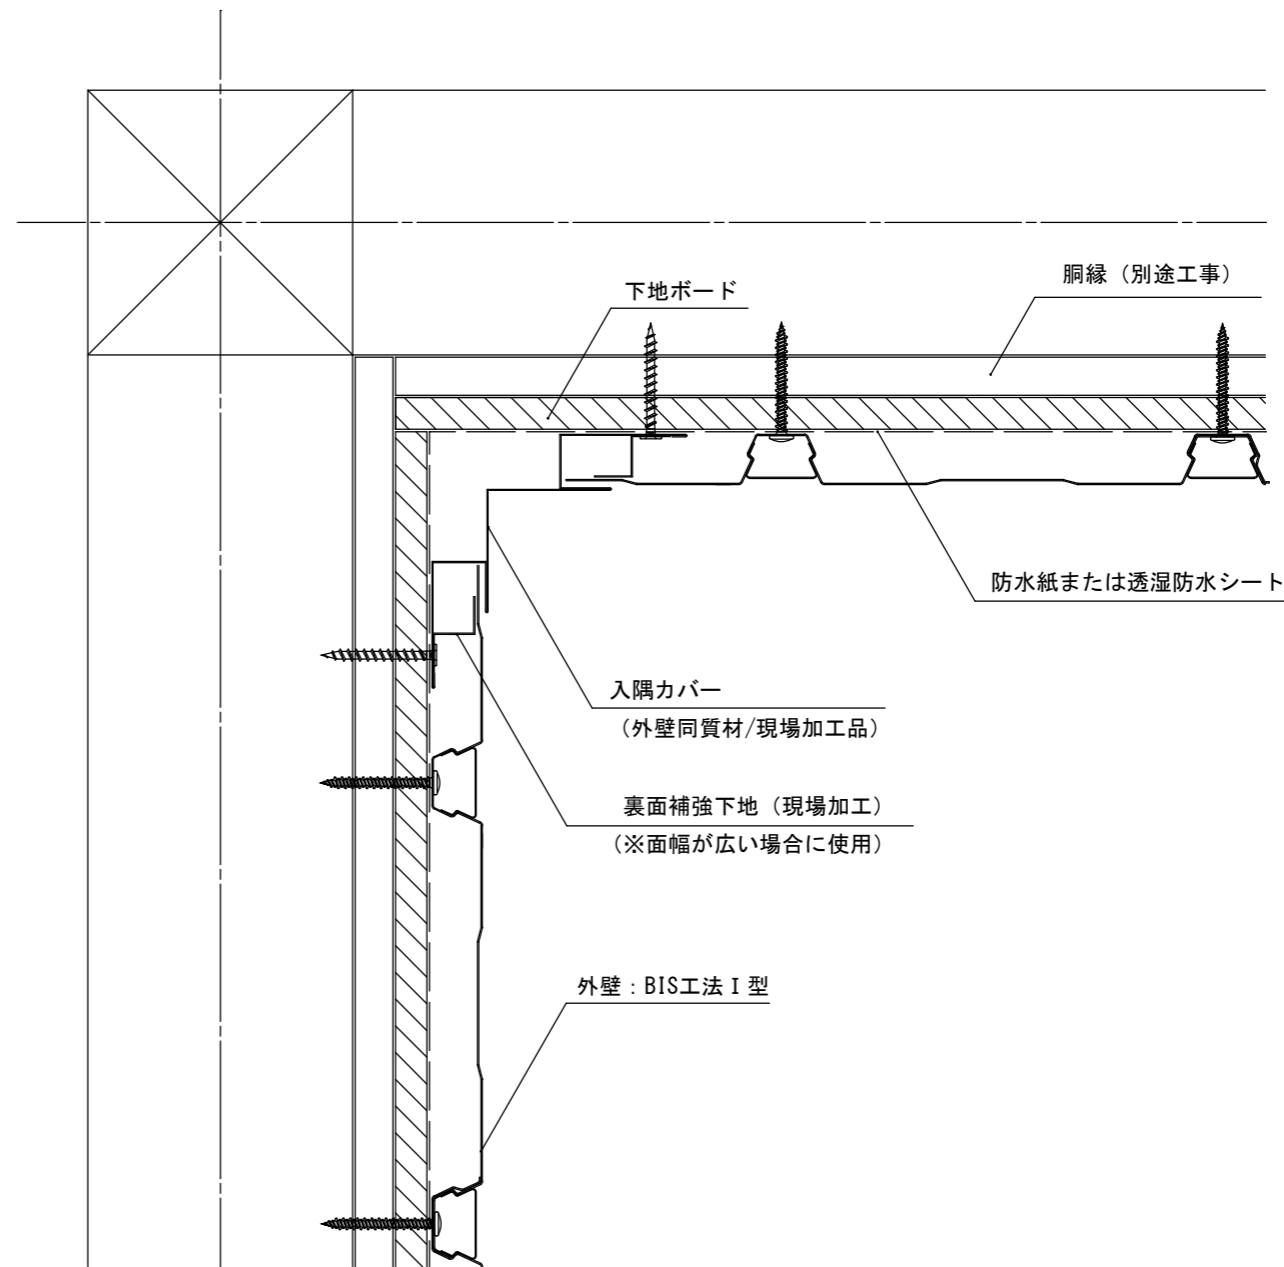 胴縁（別途工事）
下地ボード
防水紙または透湿防水シート
入隅カバー
（外壁同質材/現場加工品）
裏面補強下地（現場加工）
（※面幅が広い場合に使用）
外壁：BIS工法Ｉ型